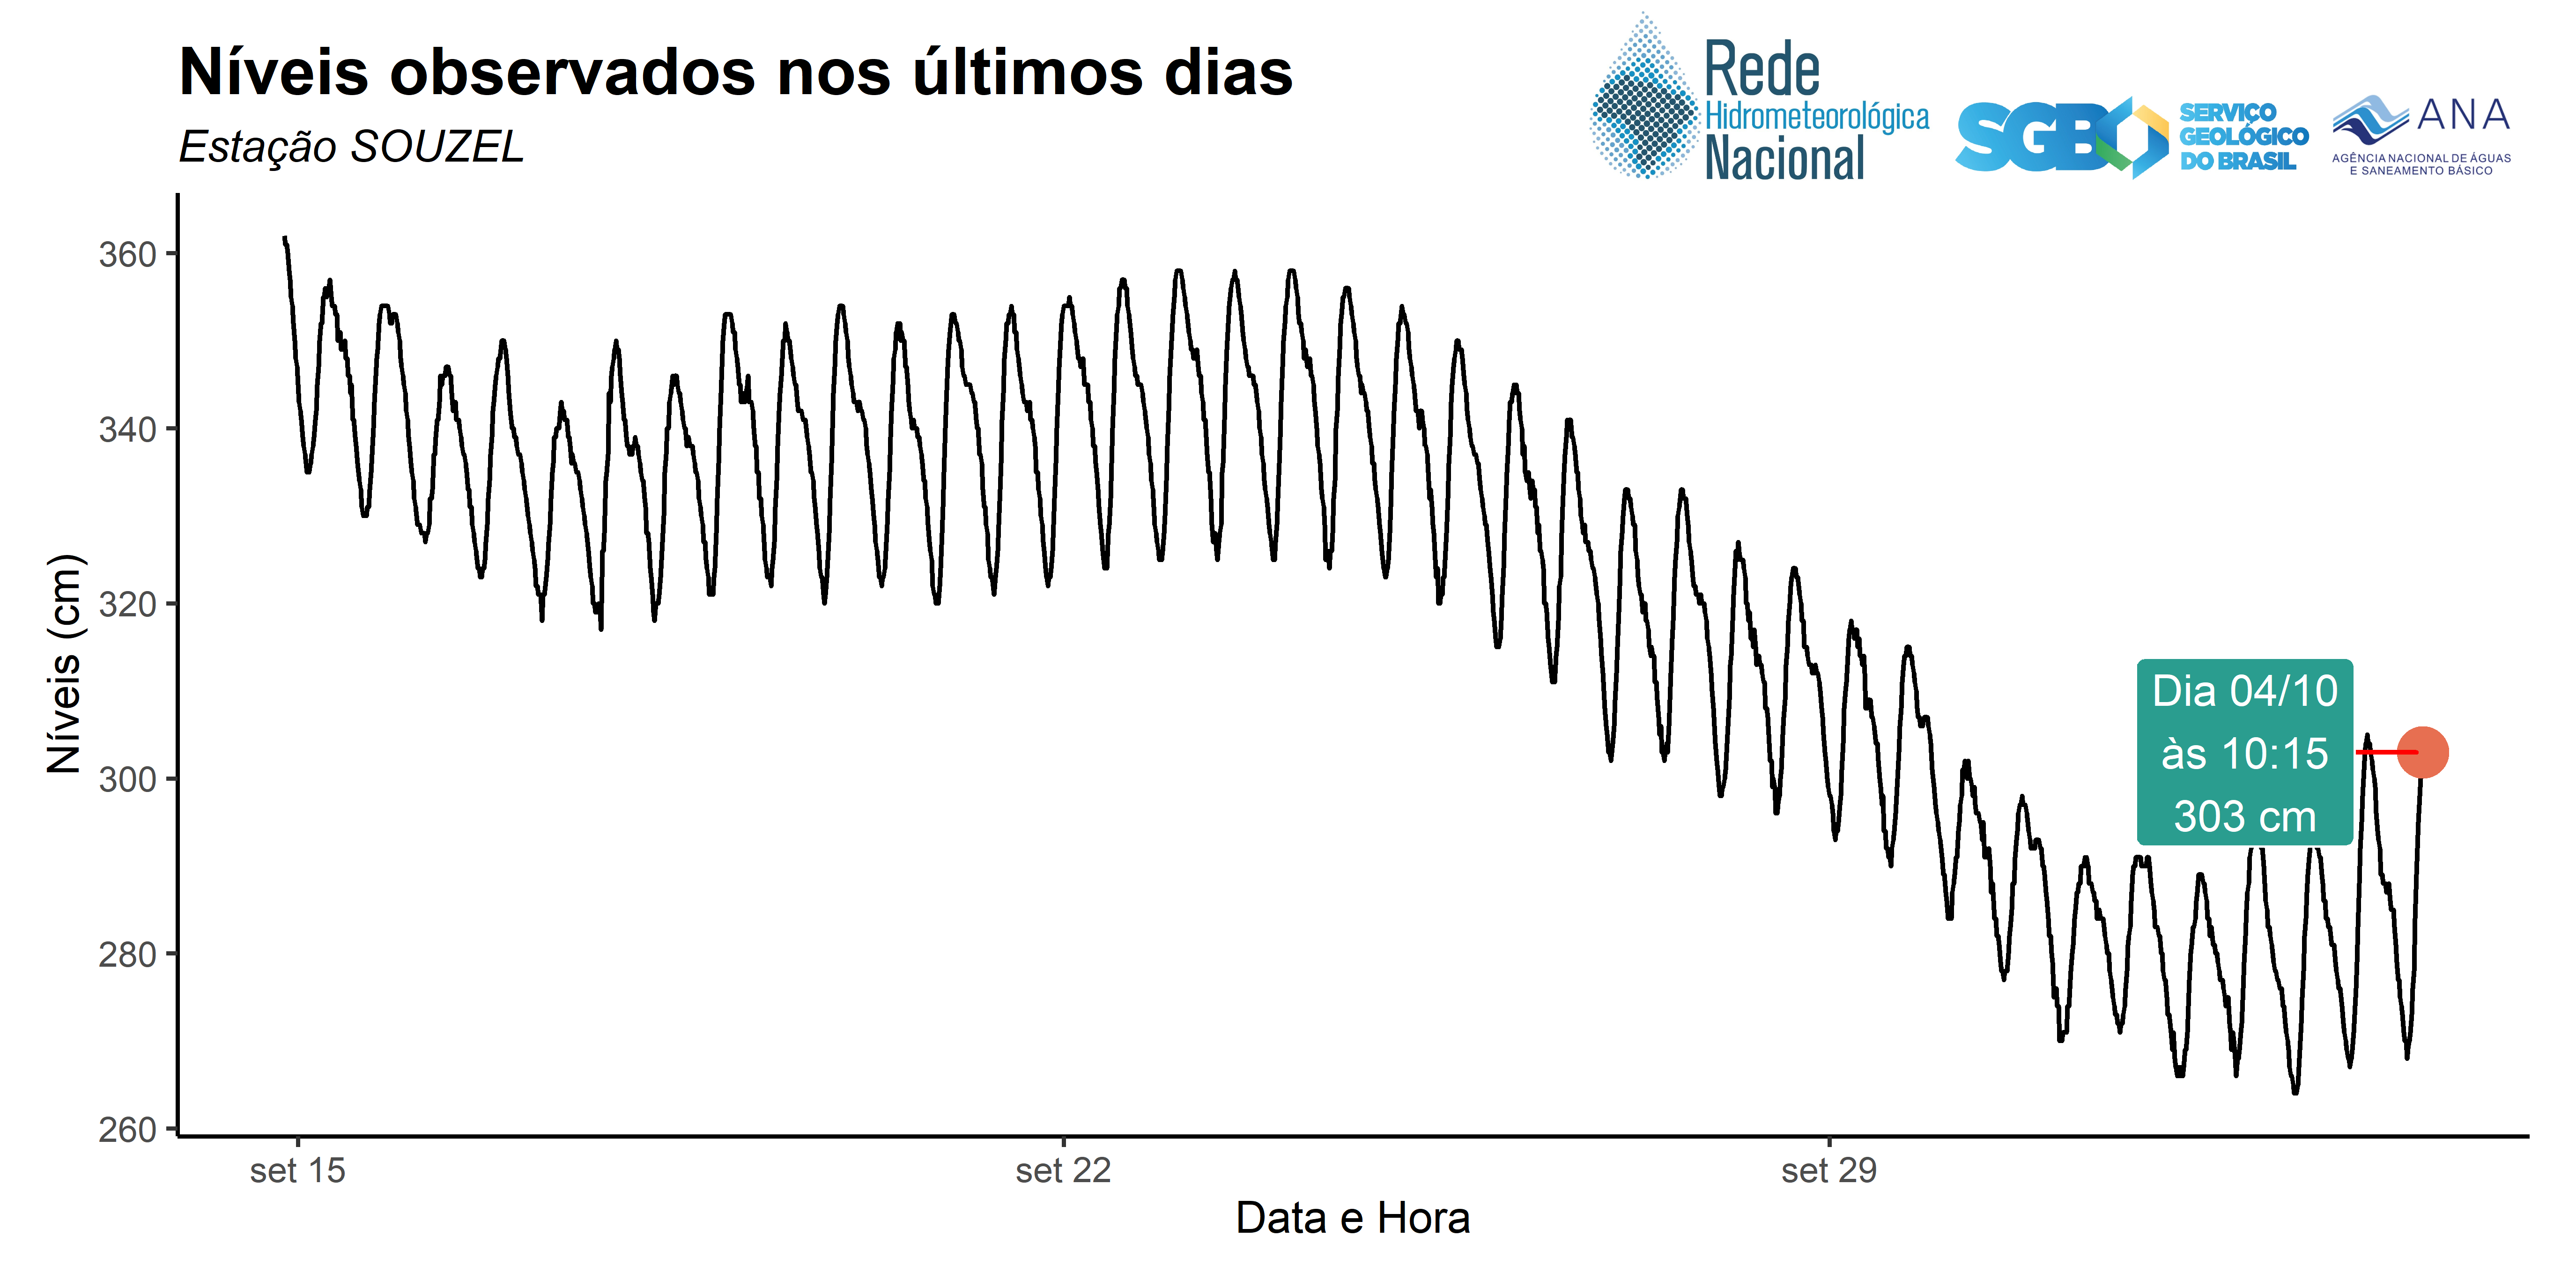 Níveis observados nos últimos dias
Estação SOUZEL
Rede
Hidrometeorológica
Nacional
SGB
SERVIÇO
GEOLÓGICO
DO BRASIL
ANA
AGÊNCIA NACIONAL DE ÁGUAS
E SANEAMENTO BÁSICO
Níveis (cm)
360
340
320
300
280
260
Dia 04/10
às 10:15
303 cm
set 15
set 22
set 29
Data e Hora